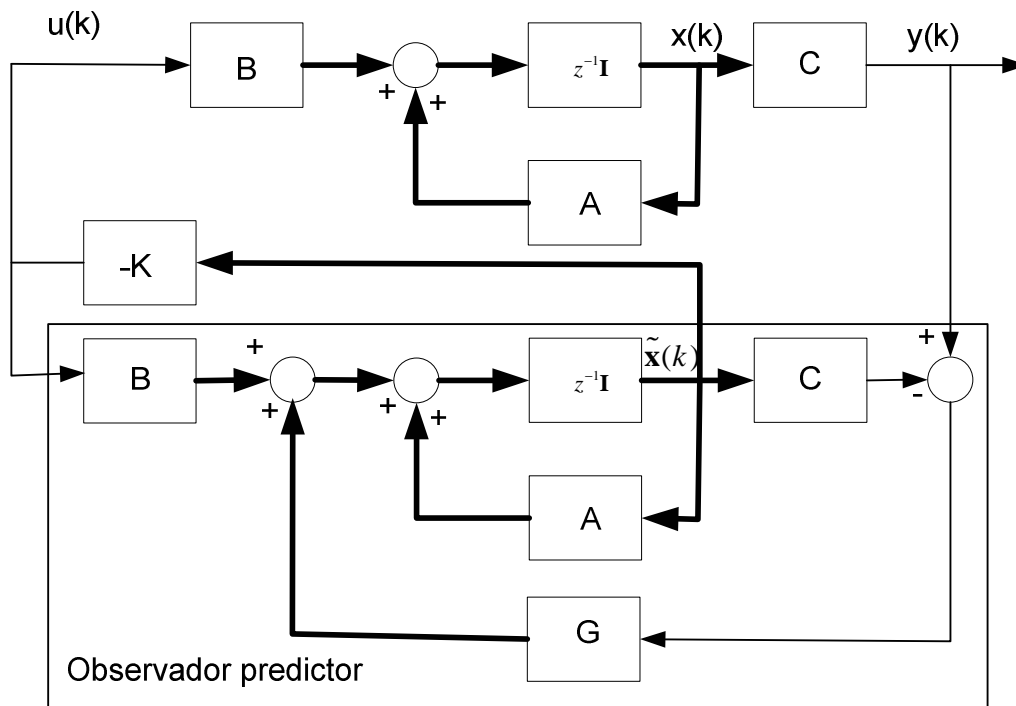 u(k)
x(k)
y(k)
B
z⁻¹I
C
+
+
A
-K
B
+
+
+
+
z⁻¹I
x̃(k)
C
+
-
A
G
Observador predictor